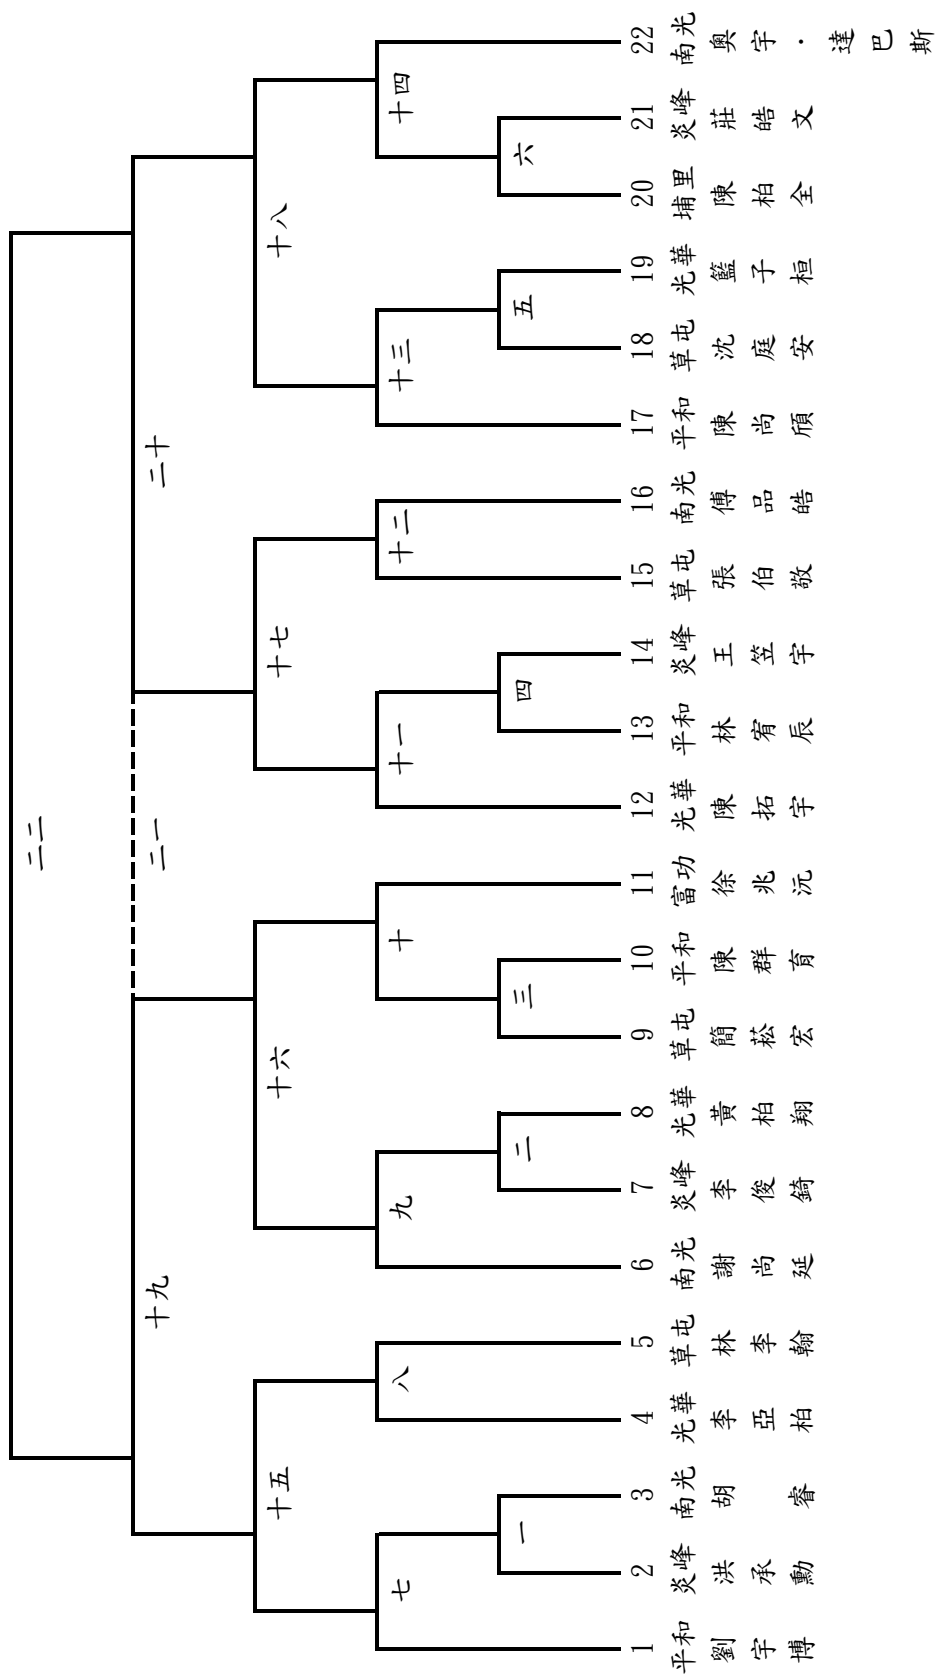 二二
二一
十九
二十
十五
十六
十七
十八
七
八
九
十
十一
十二
十三
十四
一
二
三
四
五
六
1 平和 劉宇博
2 炎峰 洪承勳
3 南光 胡 睿
4 光華 李亞柏
5 草屯 林李翰
6 南光 謝尚延
7 炎峰 李俊錡
8 光華 黃柏翔
9 草屯 簡菘宏
10 平和 陳群育
11 富功 徐兆沅
12 光華 陳拓宇
13 平和 林宥辰
14 炎峰 王笠宇
15 草屯 張伯敬
16 南光 傅品皓
17 平和 陳尚頎
18 草屯 沈庭安
19 光華 籃子桓
20 埔里 陳柏全
21 炎峰 莊皓文
22 南光 奧宇·達巴斯